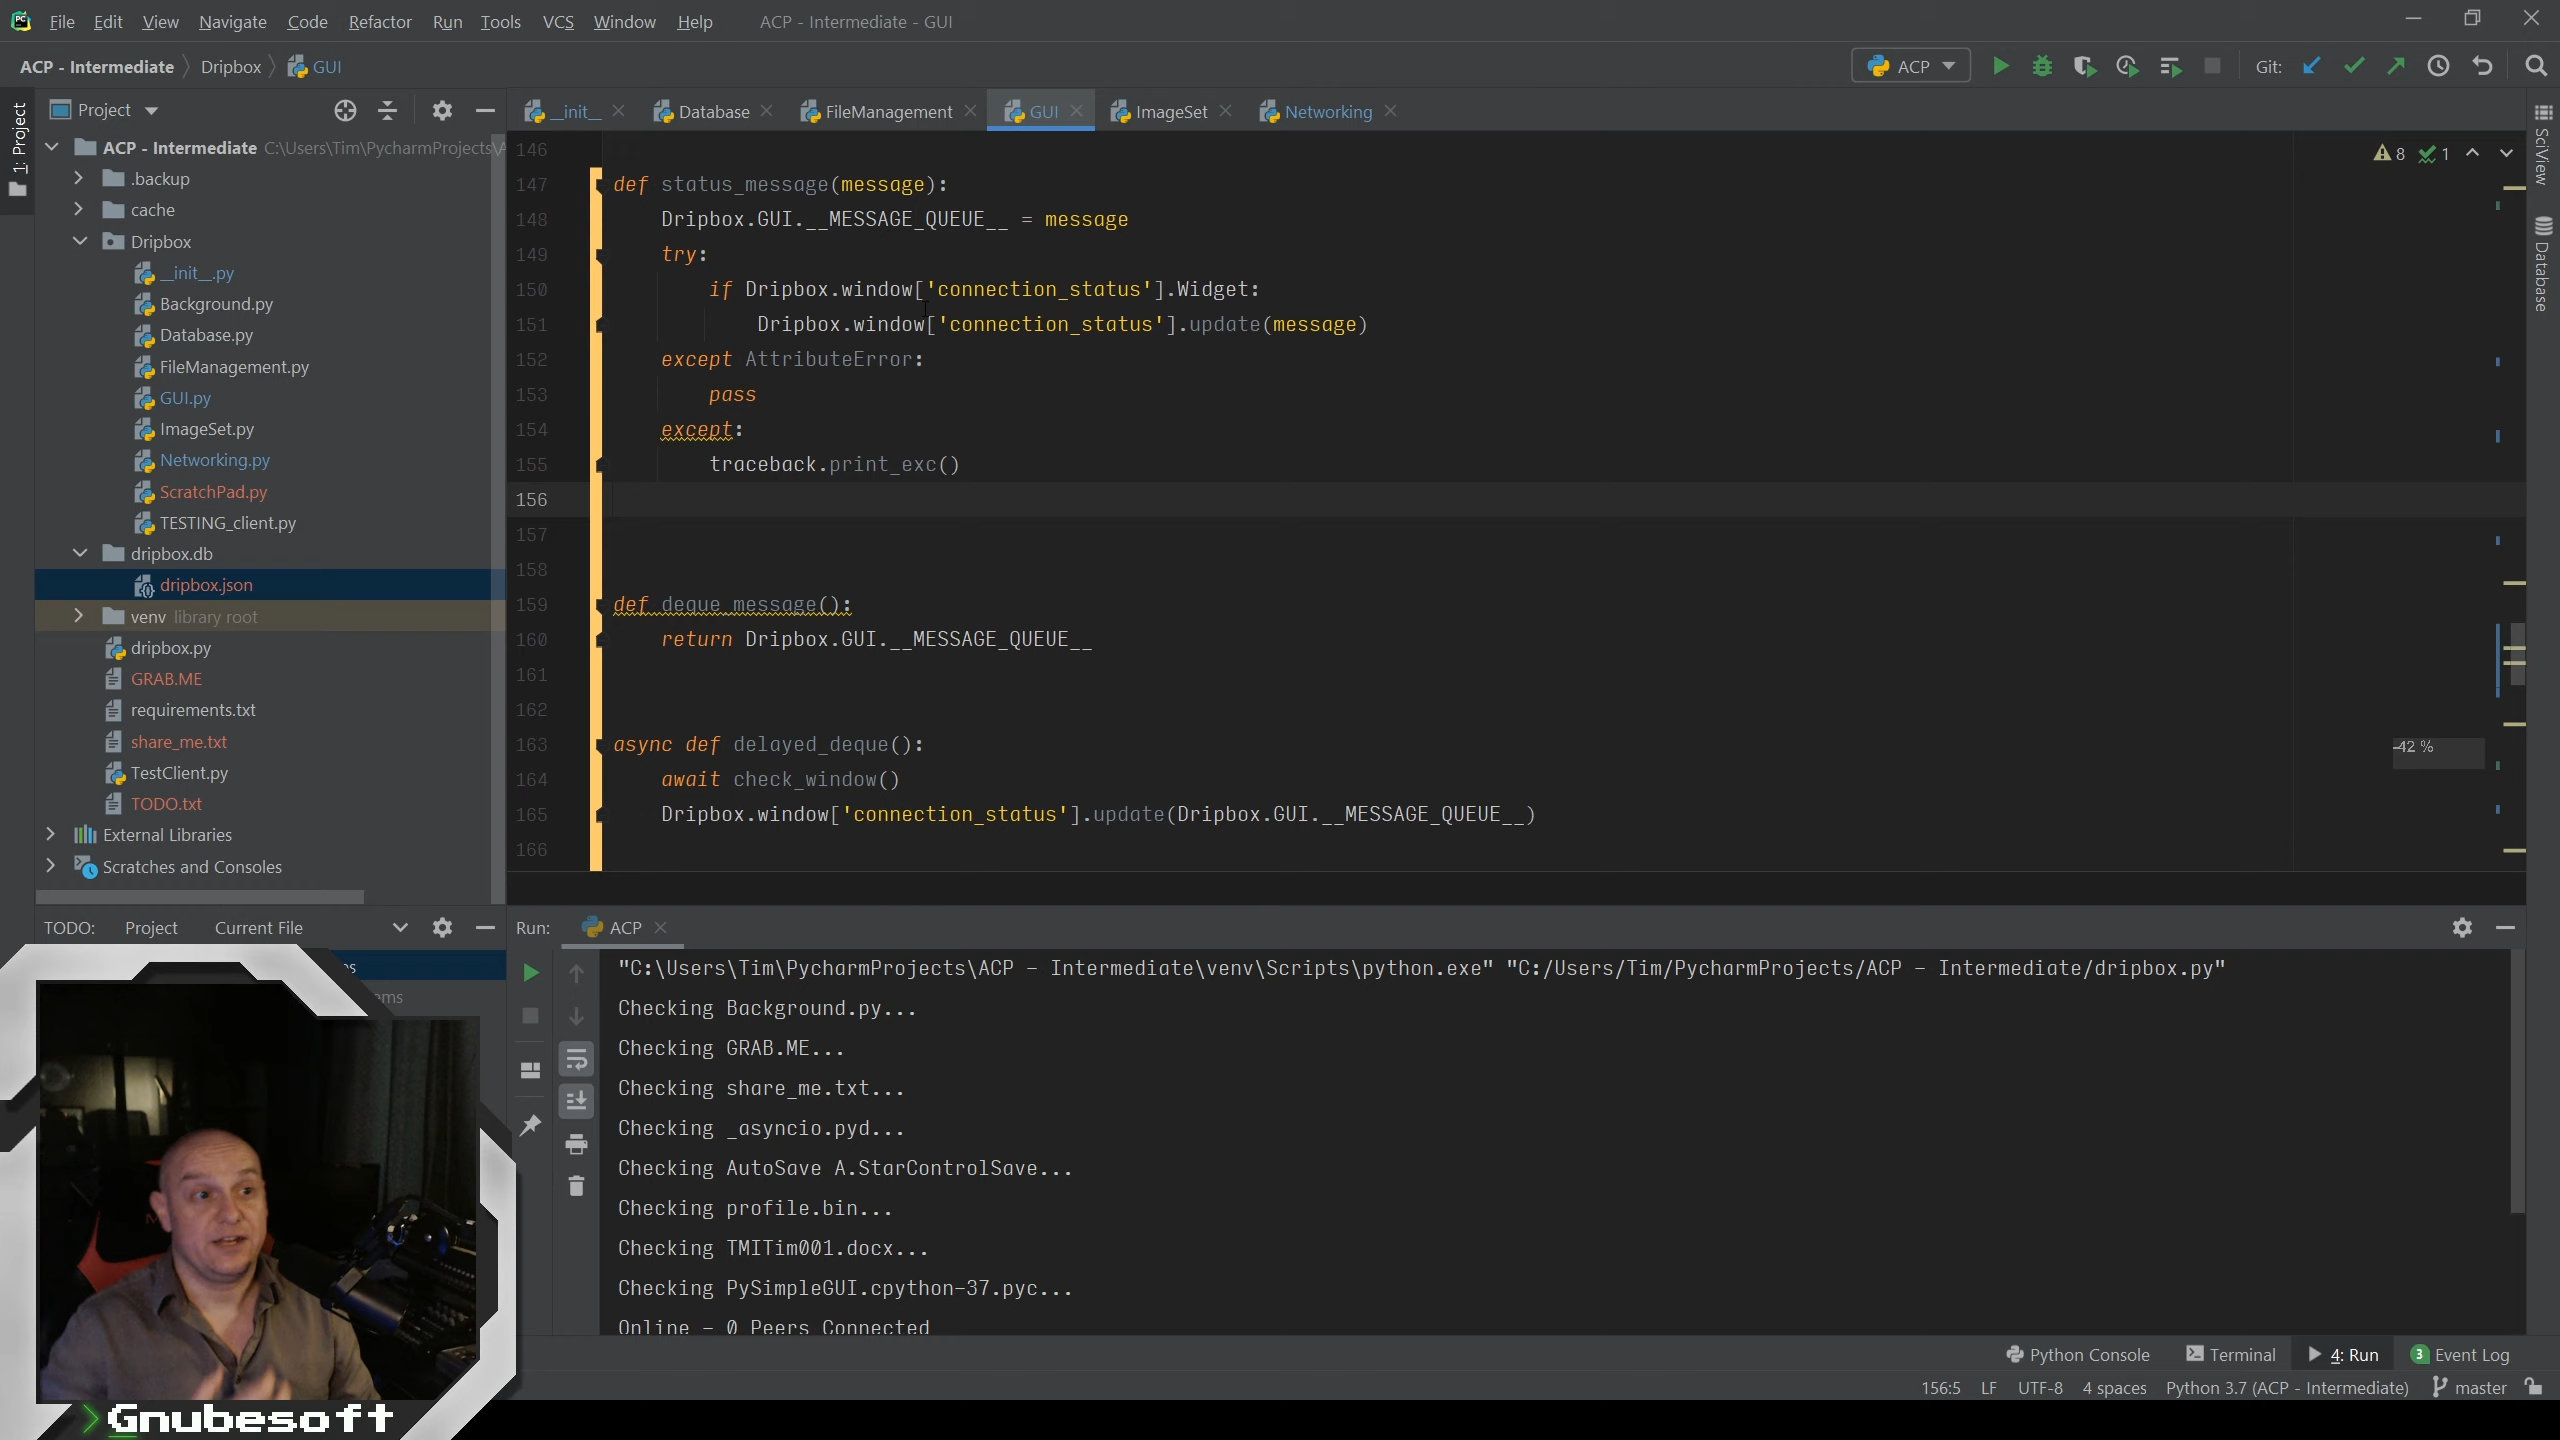 File Edit View Navigate Code Refactor Run Tools VCS Window Help ACP - Intermediate - GUI
ACP - Intermediate Dripbox GUI
ACP Git:
Project
__init__ Database FileManagement GUI ImageSet Networking
1: Project
SciView
Database
ACP - Intermediate C:\Users\Tim\PycharmProjects\A
.backup
cache
Dripbox
__init__.py
Background.py
Database.py
FileManagement.py
GUI.py
ImageSet.py
Networking.py
ScratchPad.py
TESTING_client.py
dripbox.db
dripbox.json
venv library root
dripbox.py
GRAB.ME
requirements.txt
share_me.txt
TestClient.py
TODO.txt
External Libraries
Scratches and Consoles
8 1
146
147 def status_message(message):
148 Dripbox.GUI.__MESSAGE_QUEUE__ = message
149 try:
150 if Dripbox.window['connection_status'].Widget:
151 Dripbox.window['connection_status'].update(message)
152 except AttributeError:
153 pass
154 except:
155 traceback.print_exc()
156
157
158
159 def deque_message():
160 return Dripbox.GUI.__MESSAGE_QUEUE__
161
162
163 async def delayed_deque():
164 await check_window()
165 Dripbox.window['connection_status'].update(Dripbox.GUI.__MESSAGE_QUEUE__)
166
-42 %
TODO: Project Current File
Run: ACP
"C:\Users\Tim\PycharmProjects\ACP - Intermediate\venv\Scripts\python.exe" "C:/Users/Tim/PycharmProjects/ACP - Intermediate/dripbox.py"
Checking Background.py...
Checking GRAB.ME...
Checking share_me.txt...
Checking _asyncio.pyd...
Checking AutoSave A.StarControlSave...
Checking profile.bin...
Checking TMITim001.docx...
Checking PySimpleGUI.cpython-37.pyc...
Online - 0 Peers Connected
Python Console Terminal 4: Run 3 Event Log
156:5 LF UTF-8 4 spaces Python 3.7 (ACP - Intermediate) master
>Gnubesoft